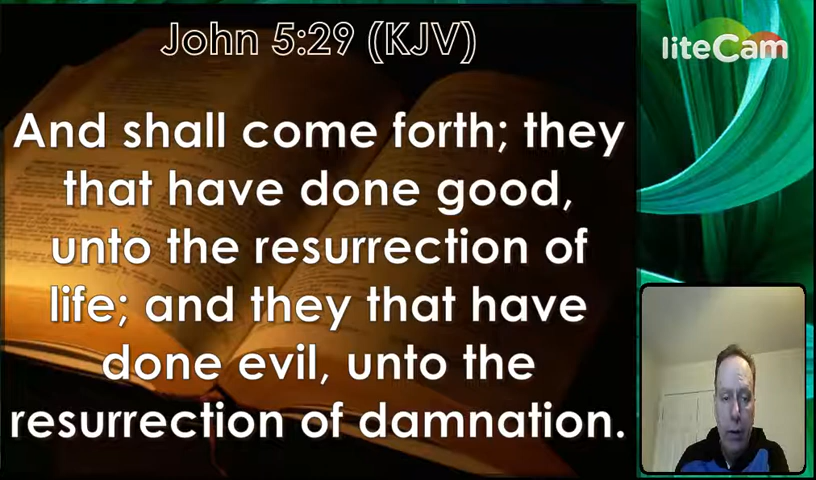 John 5:29 (KJV)
liteCam
And shall come forth; they
that have done good,
unto the resurrection of
life; and they that have
done evil, unto the
resurrection of damnation.